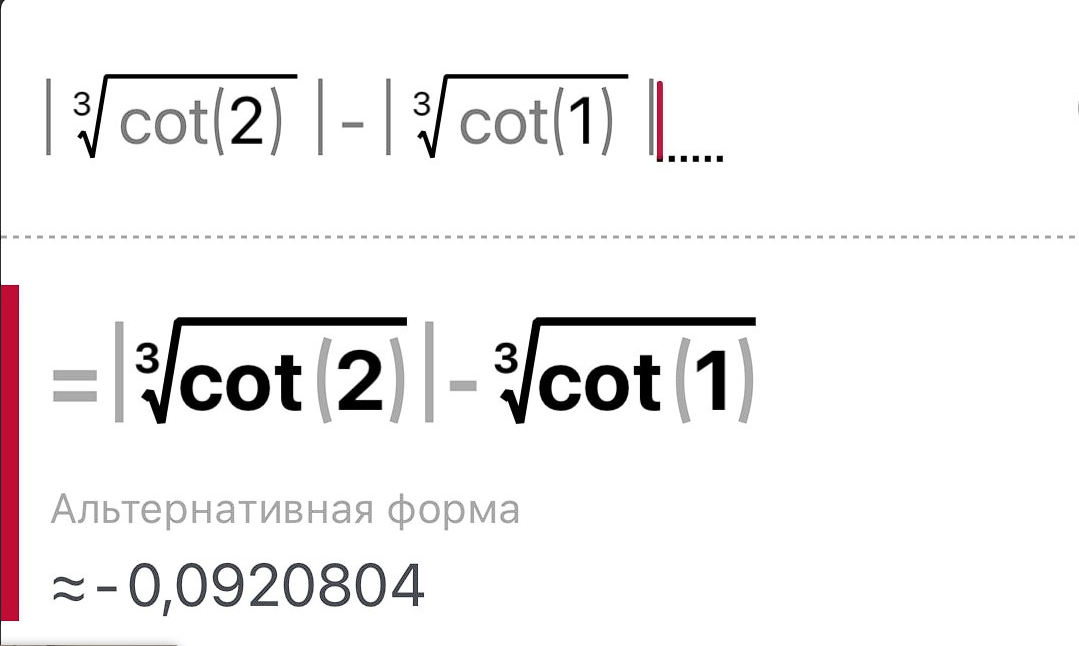 |∛cot(2)|-|∛cot(1)|
=|∛cot(2)|-∛cot(1)
Альтернативная форма
≈-0,0920804